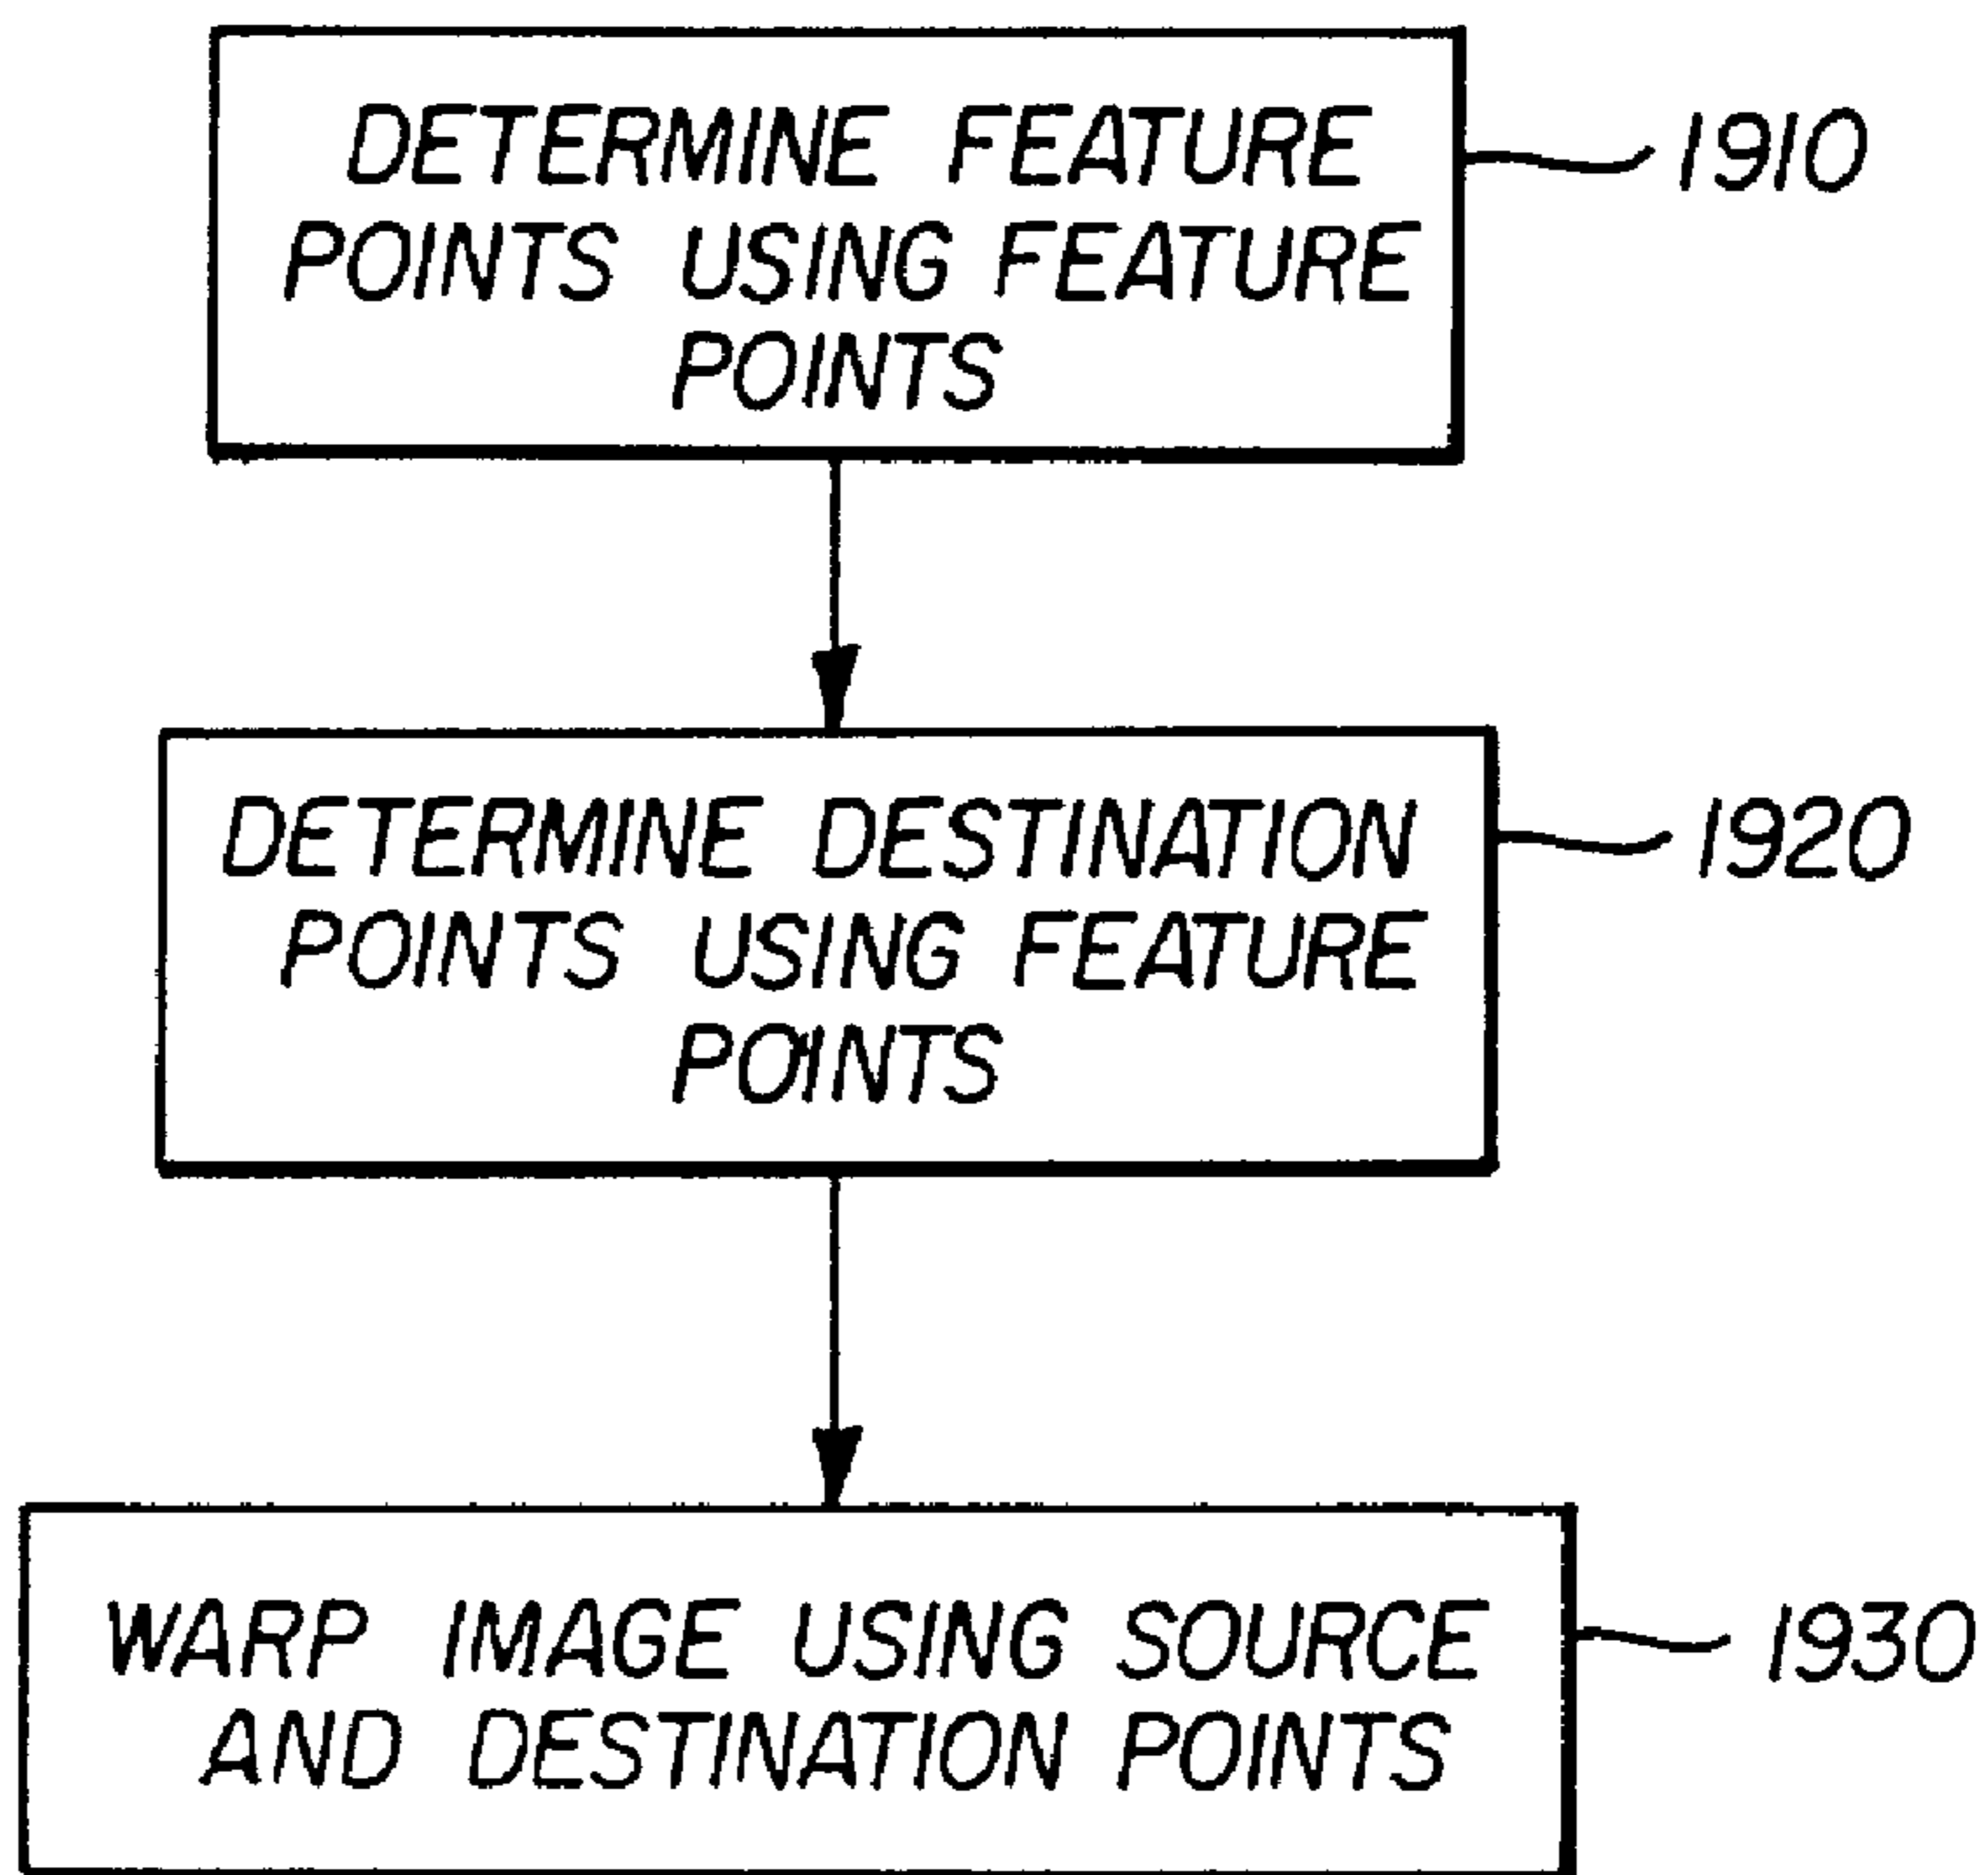 DETERMINE FEATURE
POINTS USING FEATURE
POINTS
1910
DETERMINE DESTINATION
POINTS USING FEATURE
POINTS
1920
WARP IMAGE USING SOURCE
AND DESTINATION POINTS
1930